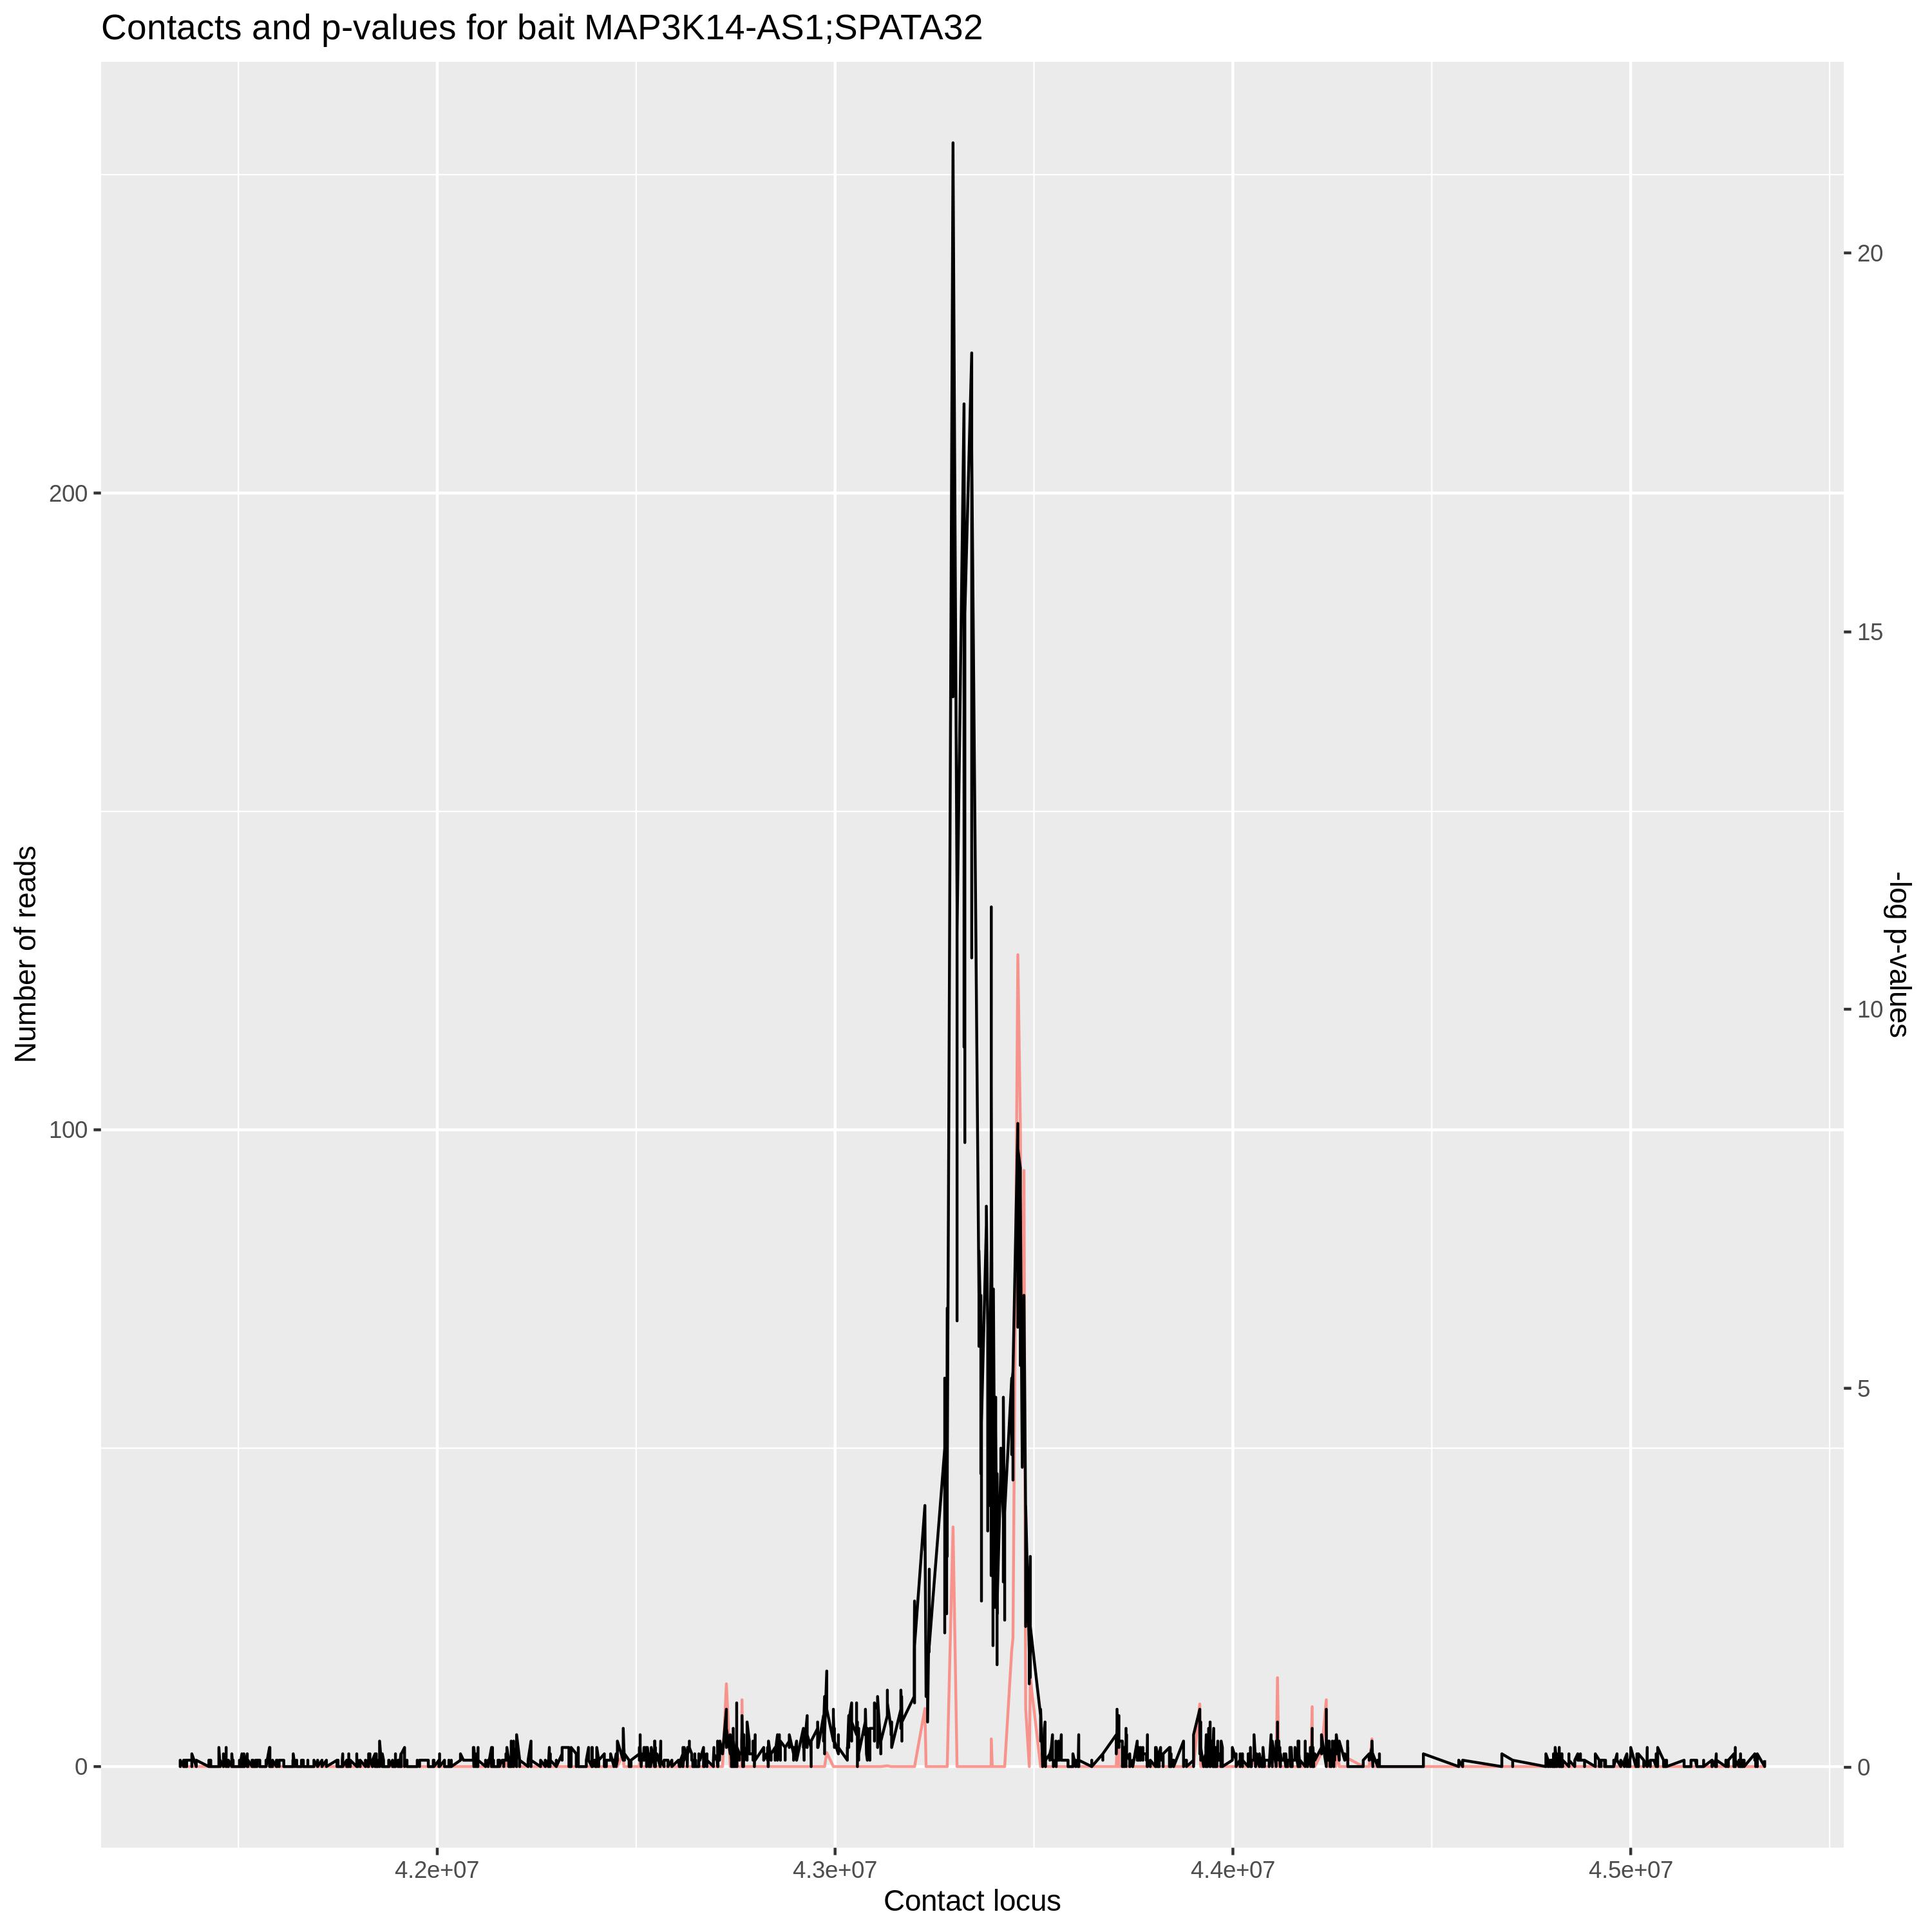 Contacts and p-values for bait MAP3K14-AS1;SPATA32
Number of reads
200
100
0
20
15
10
5
0
-log p-values
4.2e+07
4.3e+07
4.4e+07
4.5e+07
Contact locus